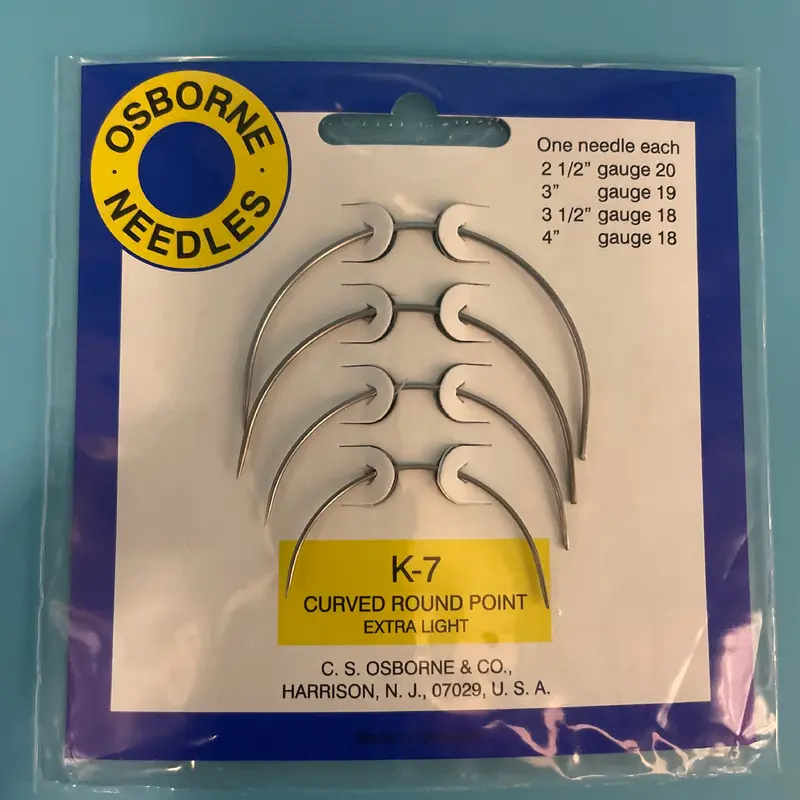 OSBORNE
· NEEDLES ·
One needle each
2 1/2” gauge 20
3” gauge 19
3 1/2” gauge 18
4” gauge 18
K-7
CURVED ROUND POINT
EXTRA LIGHT
C. S. OSBORNE & CO.,
HARRISON, N. J., 07029, U. S. A.